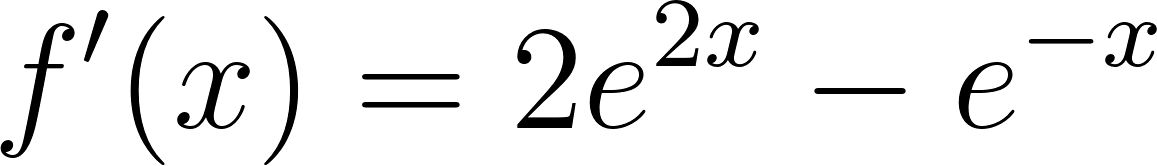 f′(x) = 2e^{2x} − e^{−x}